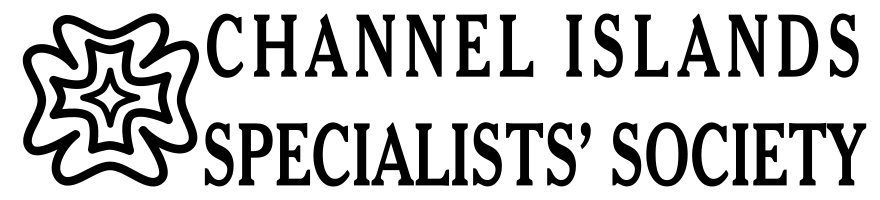 CHANNEL ISLANDS
SPECIALISTS’ SOCIETY